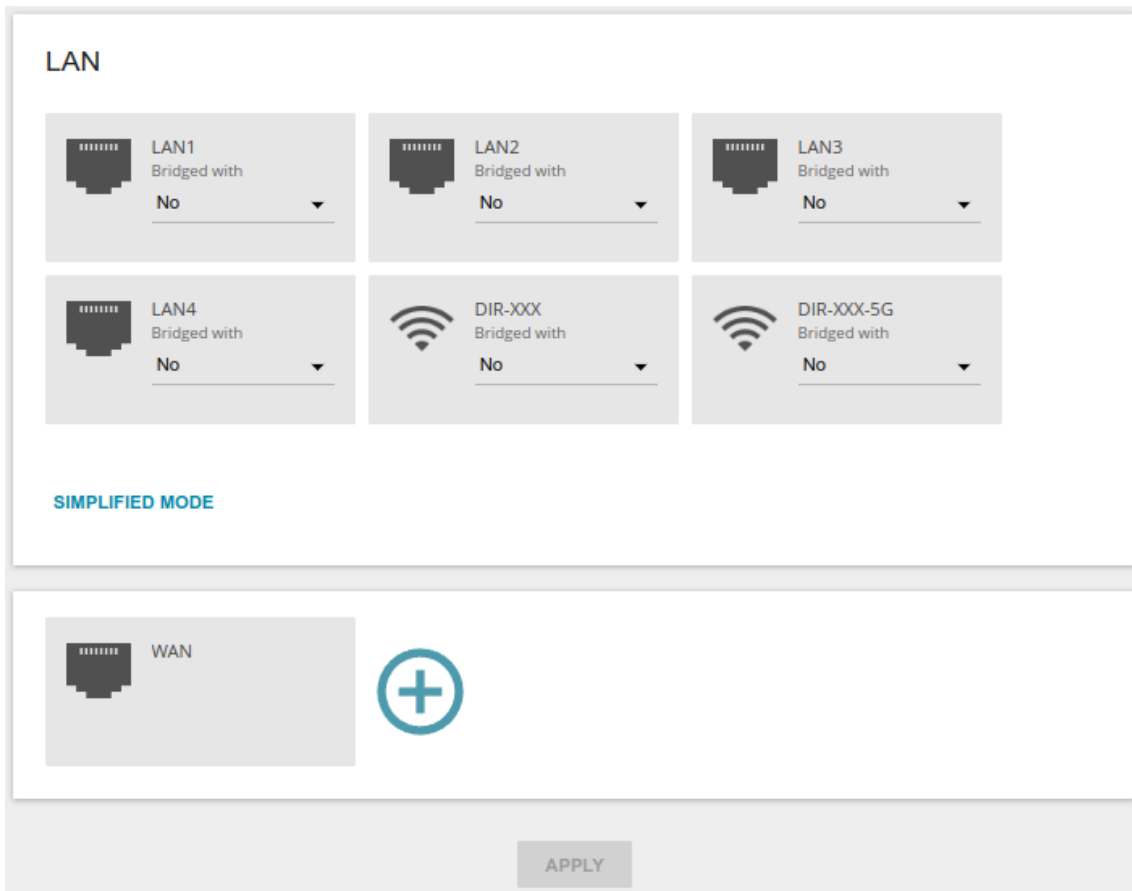 LAN
LAN1
Bridged with
No
LAN2
Bridged with
No
LAN3
Bridged with
No
LAN4
Bridged with
No
DIR-XXX
Bridged with
No
DIR-XXX-5G
Bridged with
No
SIMPLIFIED MODE
WAN
APPLY